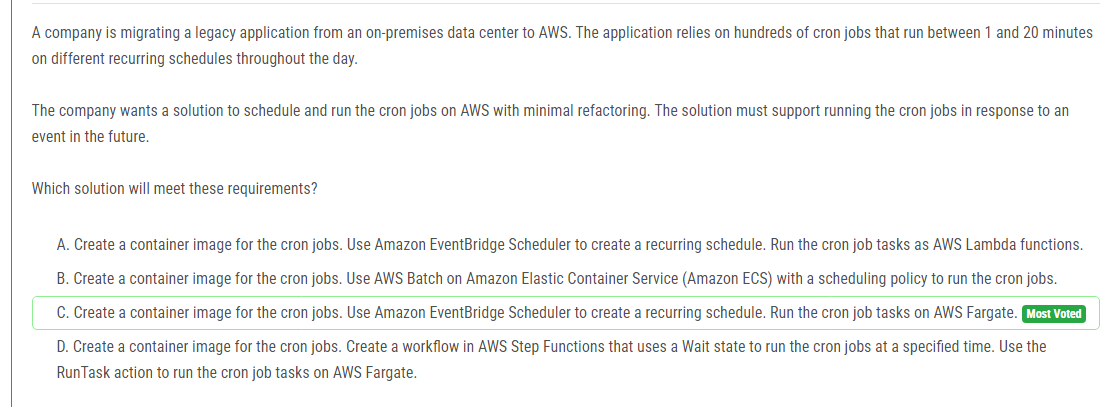 A company is migrating a legacy application from an on-premises data center to AWS. The application relies on hundreds of cron jobs that run between 1 and 20 minutes
on different recurring schedules throughout the day.
The company wants a solution to schedule and run the cron jobs on AWS with minimal refactoring. The solution must support running the cron jobs in response to an
event in the future.
Which solution will meet these requirements?
A. Create a container image for the cron jobs. Use Amazon EventBridge Scheduler to create a recurring schedule. Run the cron job tasks as AWS Lambda functions.
B. Create a container image for the cron jobs. Use AWS Batch on Amazon Elastic Container Service (Amazon ECS) with a scheduling policy to run the cron jobs.
C. Create a container image for the cron jobs. Use Amazon EventBridge Scheduler to create a recurring schedule. Run the cron job tasks on AWS Fargate. Most Voted
D. Create a container image for the cron jobs. Create a workflow in AWS Step Functions that uses a Wait state to run the cron jobs at a specified time. Use the
RunTask action to run the cron job tasks on AWS Fargate.